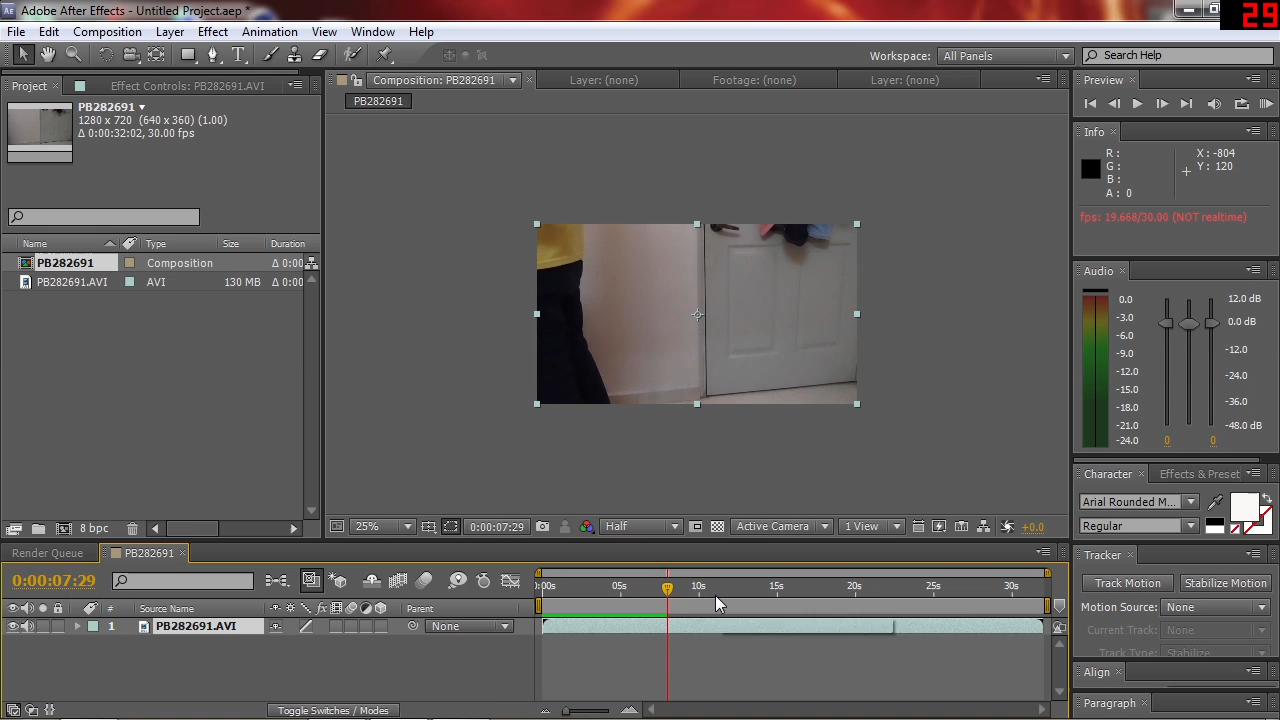 Adobe After Effects - Untitled Project.aep *
29
File Edit Composition Layer Effect Animation View Window Help
Workspace: All Panels Search Help
Project Effect Controls: PB282691.AVI
Composition: PB282691 Layer: (none) Footage: (none) Layer: (none)
Preview
PB282691
1280 x 720 (640 x 360) (1.00)
Δ 0:00:32:02, 30.00 fps
PB282691
Info
R: X: -804
G: Y: 120
B:
A: 0
fps: 19.668/30.00 (NOT realtime)
Name Type Size Duration
PB282691 Composition Δ 0:00
PB282691.AVI AVI 130 MB Δ 0:00
Audio
0.0 12.0 dB
-3.0 0.0 dB
-6.0
-9.0 -12.0
-12.0
-15.0 -24.0
-18.0 -36.0
-21.0 -48.0 dB
-24.0 0 0
Character Effects & Preset
Arial Rounded M...
Regular
8 bpc
25% 0:00:07:29 Half Active Camera 1 View +0.0
Render Queue PB282691
0:00:07:29
:00s 05s 10s 15s 20s 25s 30s
# Source Name Parent
1 PB282691.AVI None
Toggle Switches / Modes
Tracker
Track Motion Stabilize Motion
Motion Source: None
Current Track: None
Track Type: Stabilize
Align
Paragraph